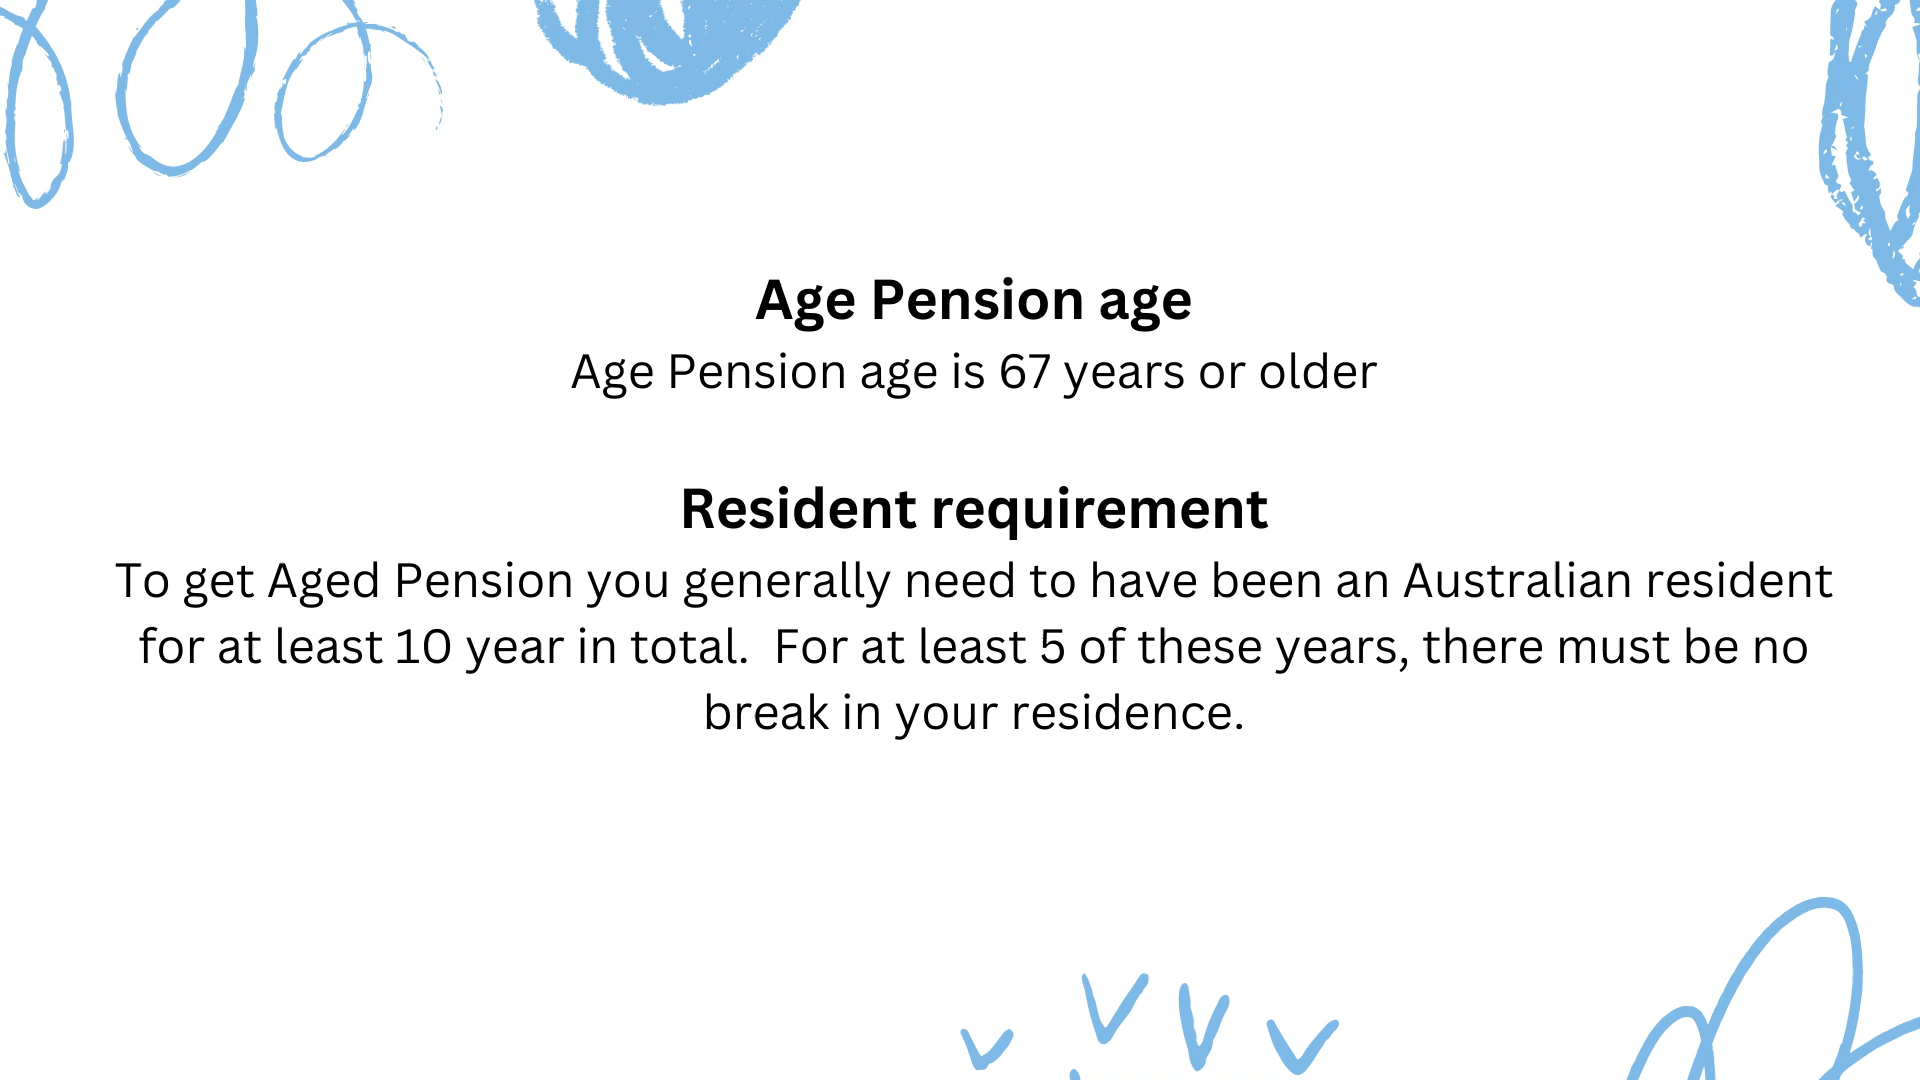 Age Pension age
Age Pension age is 67 years or older
Resident requirement
To get Aged Pension you generally need to have been an Australian resident
for at least 10 year in total.  For at least 5 of these years, there must be no
break in your residence.